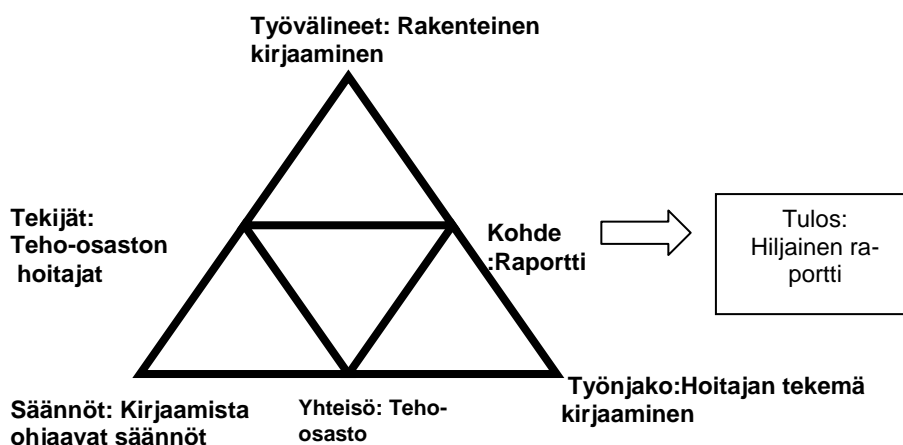 Työvälineet: Rakenteinen
kirjaaminen
Tekijät:
Teho-osaston
hoitajat
Kohde
:Raportti
Tulos:
Hiljainen ra-
portti
Säännöt: Kirjaamista
ohjaavat säännöt
Yhteisö: Teho-
osasto
Työnjako:Hoitajan tekemä
kirjaaminen